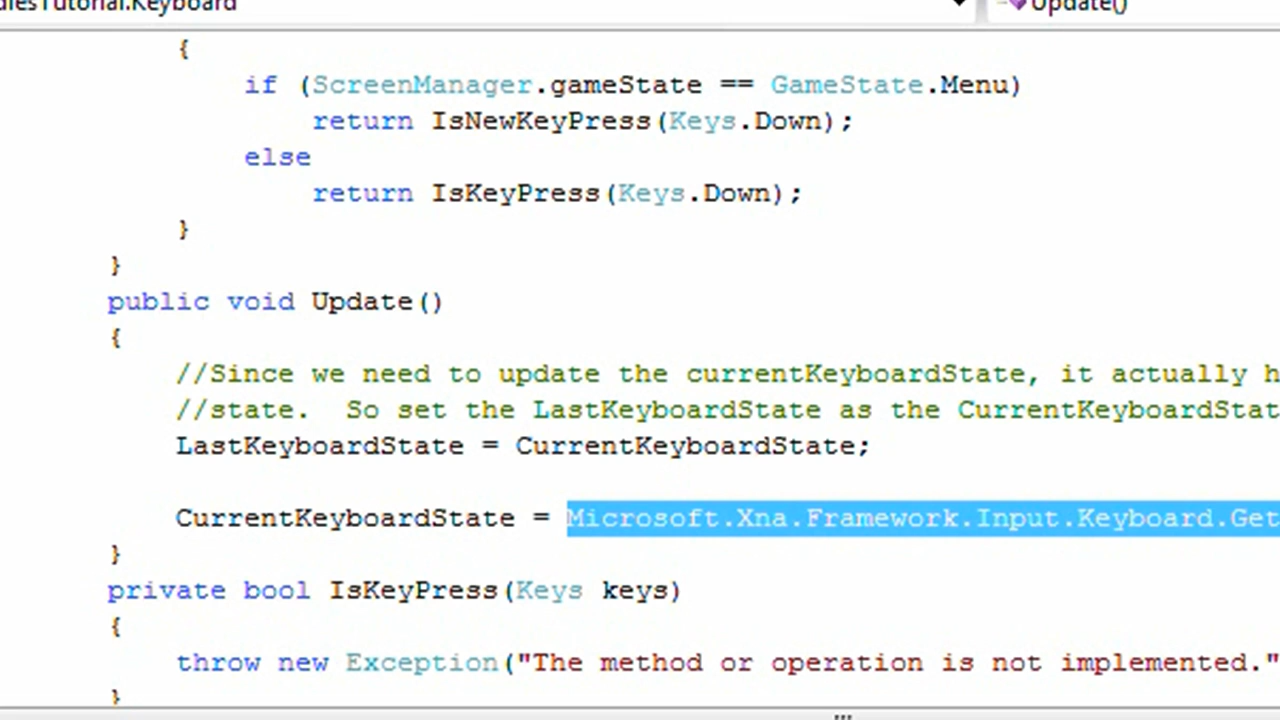 diesTutorial.Keyboard Update()
{
if (ScreenManager.gameState == GameState.Menu)
return IsNewKeyPress(Keys.Down);
else
return IsKeyPress(Keys.Down);
}
}
public void Update()
{
//Since we need to update the currentKeyboardState, it actually h
//state.  So set the LastKeyboardState as the CurrentKeyboardStat
LastKeyboardState = CurrentKeyboardState;
CurrentKeyboardState = Microsoft.Xna.Framework.Input.Keyboard.Get
}
private bool IsKeyPress(Keys keys)
{
throw new Exception("The method or operation is not implemented."
}